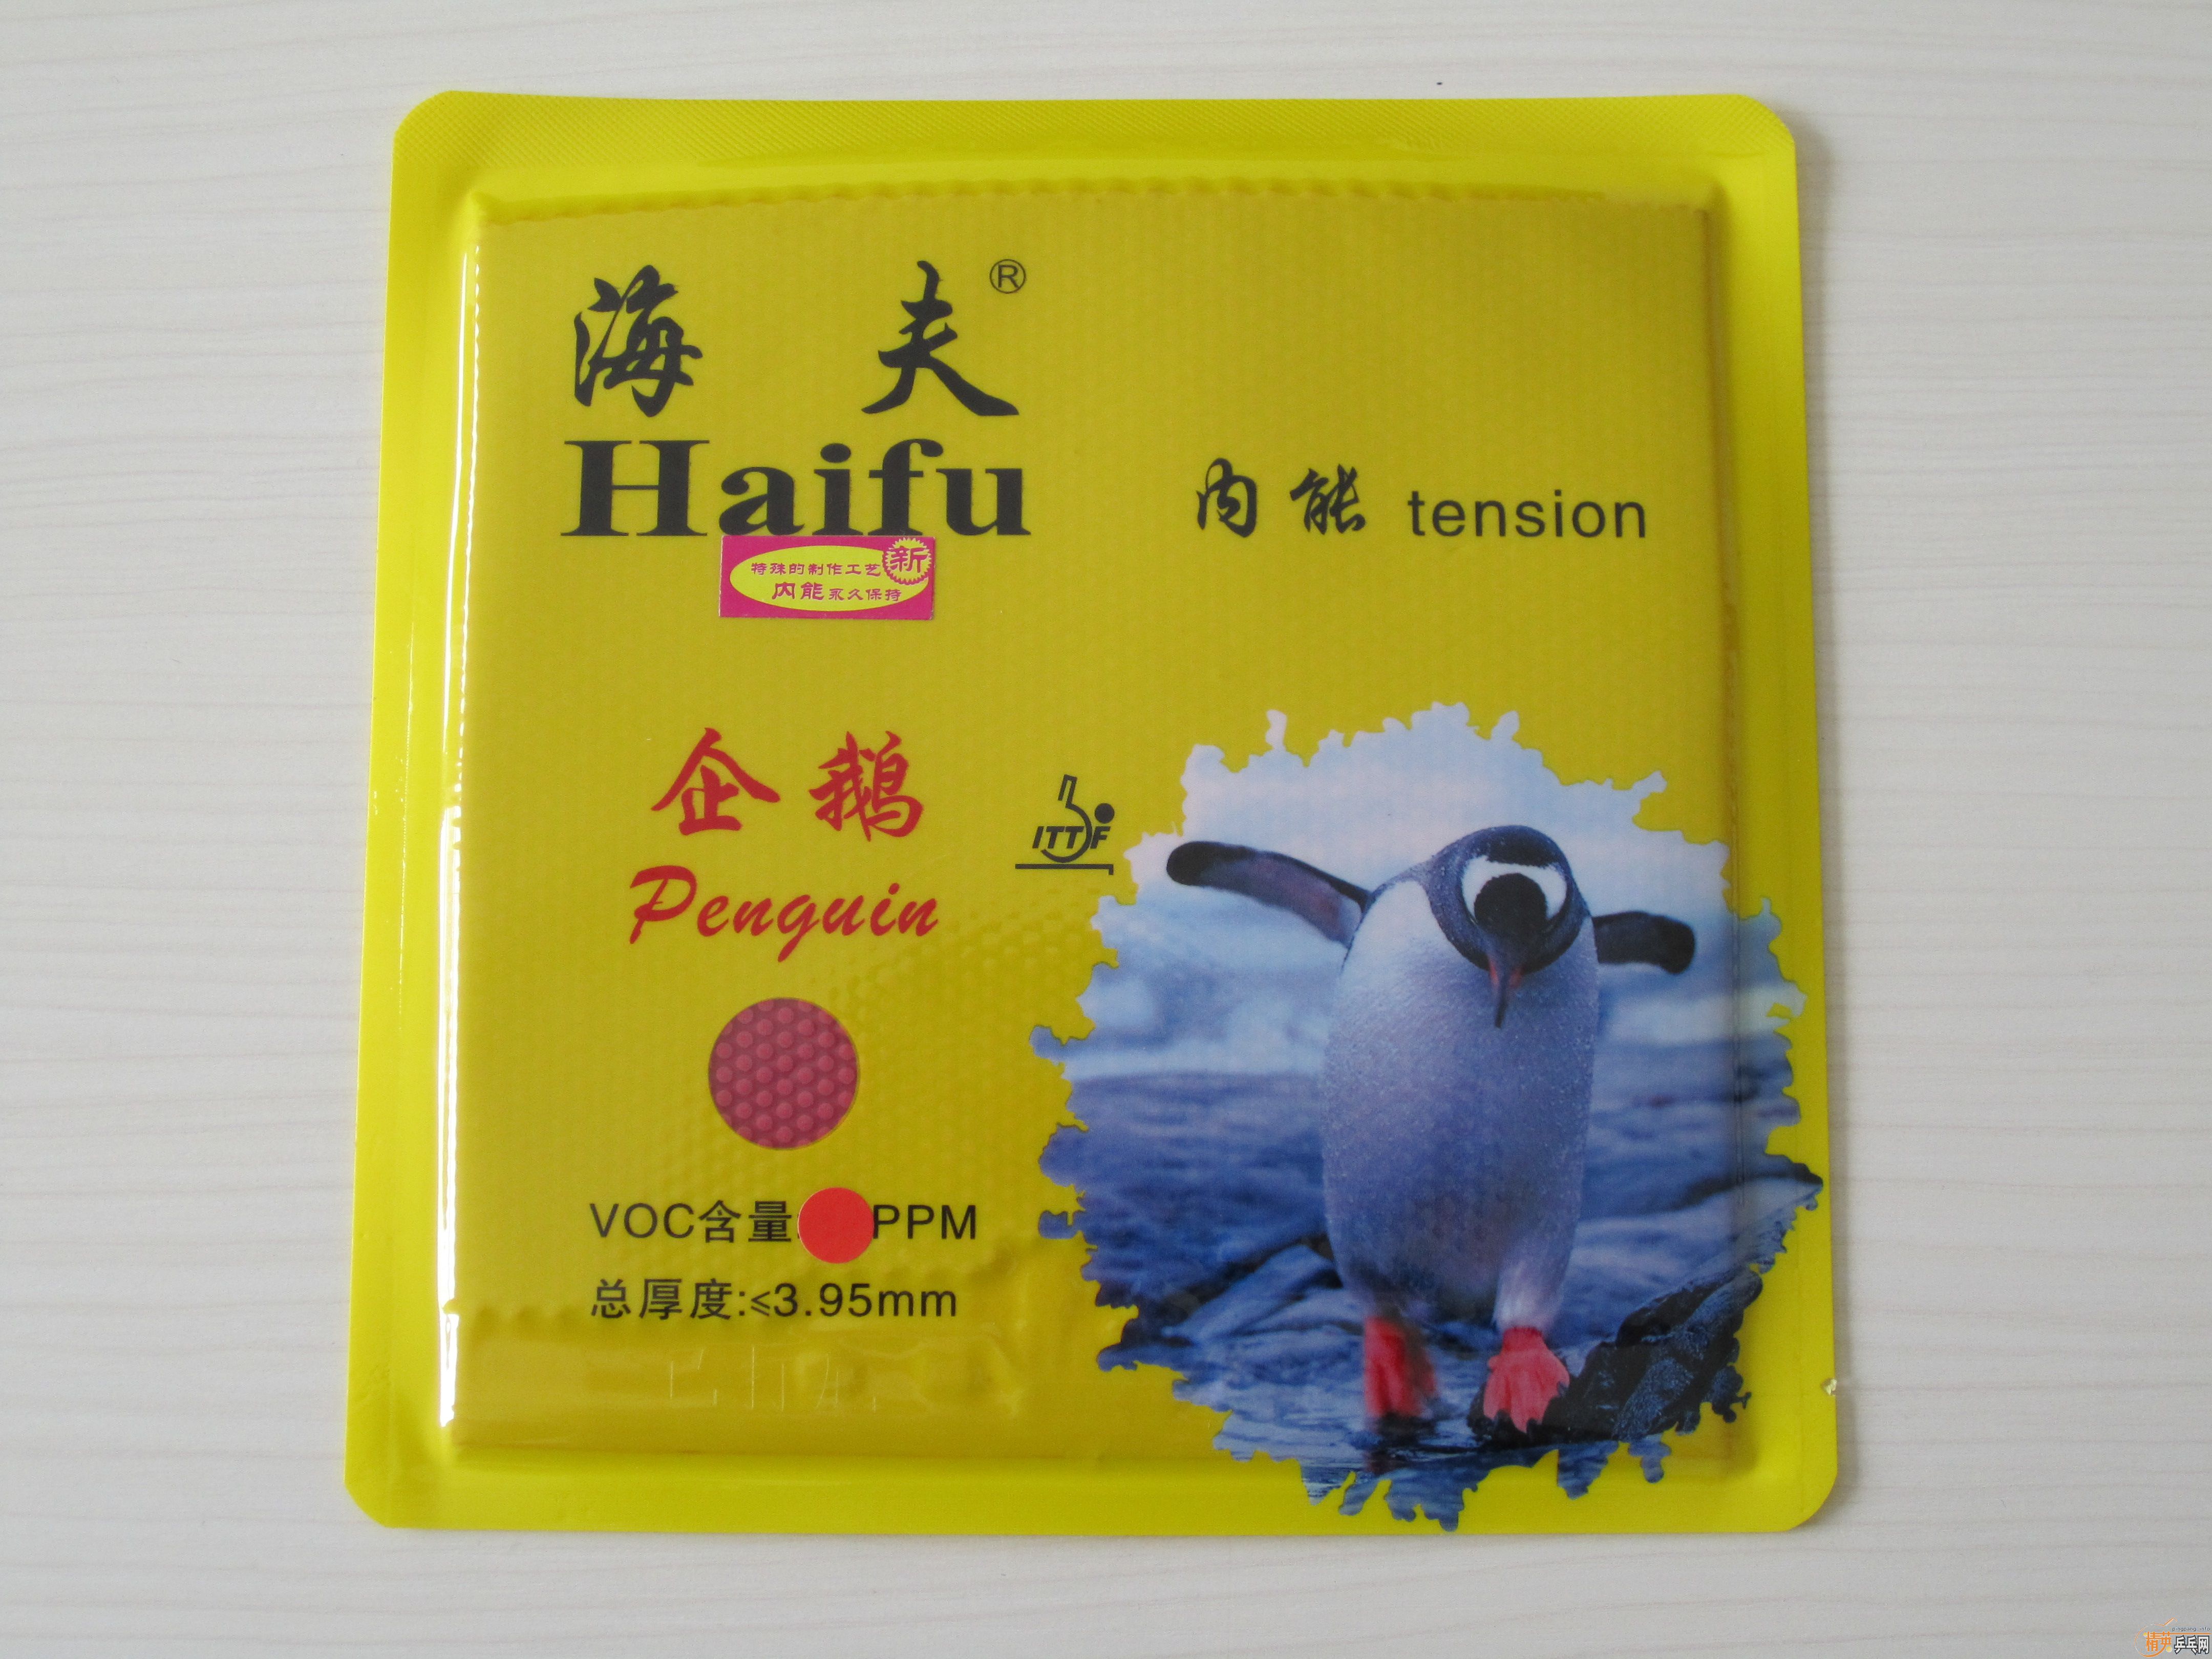 海夫®
Haifu
内能 tension
特殊的制作工艺 新
内能永久保持
企鹅
Penguin
ITTF
VOC含量 PPM
总厚度:≤3.95mm
精英乒乓网